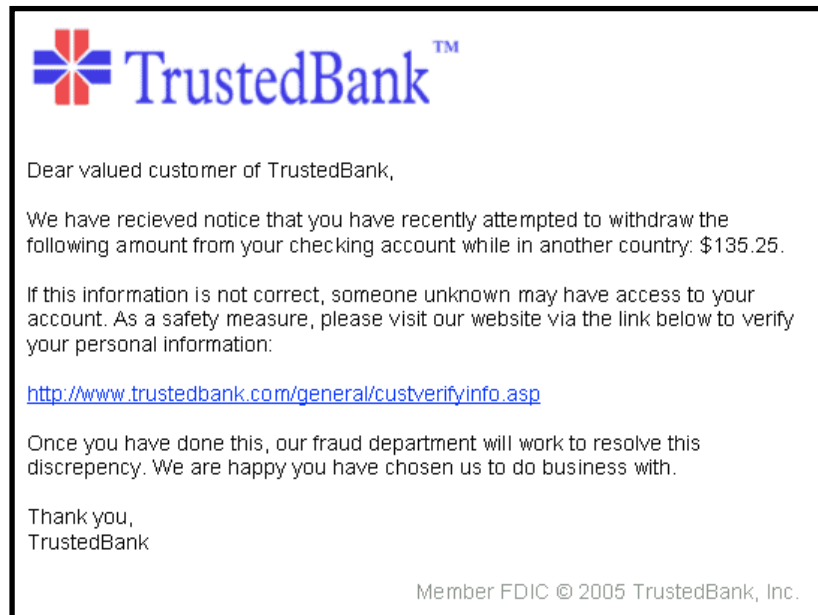 TrustedBank™
Dear valued customer of TrustedBank,
We have recieved notice that you have recently attempted to withdraw the
following amount from your checking account while in another country: $135.25.
If this information is not correct, someone unknown may have access to your
account. As a safety measure, please visit our website via the link below to verify
your personal information:
http://www.trustedbank.com/general/custverifyinfo.asp
Once you have done this, our fraud department will work to resolve this
discrepency. We are happy you have chosen us to do business with.
Thank you,
TrustedBank
Member FDIC © 2005 TrustedBank, Inc.